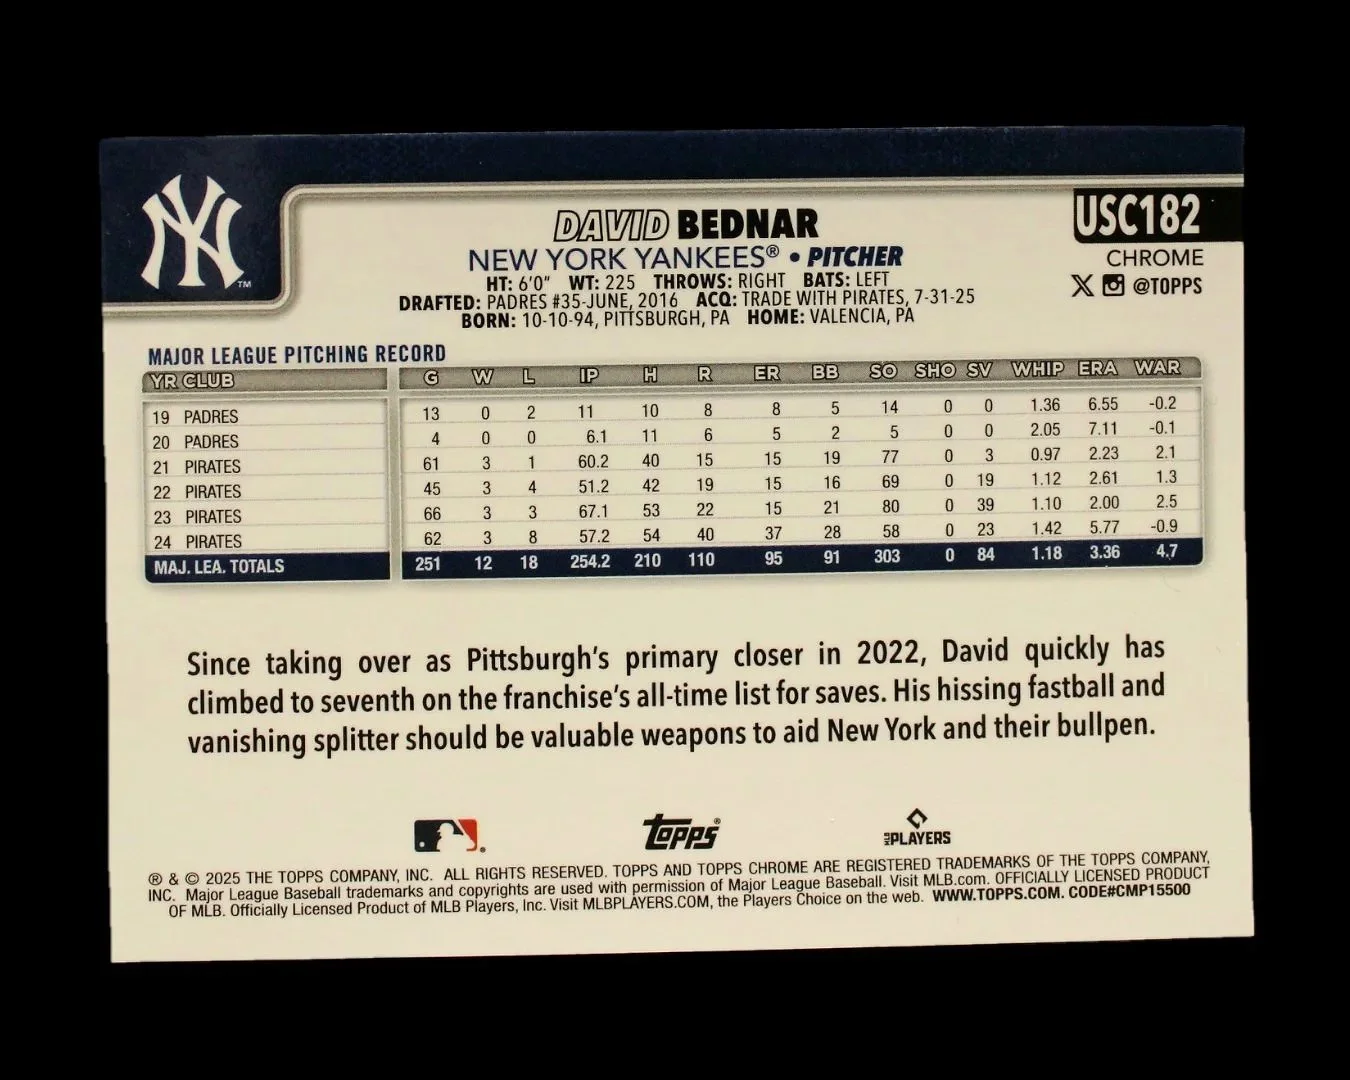 NY™
DAVID BEDNAR
USC182
NEW YORK YANKEES® • PITCHER
CHROME
HT: 6'0" WT: 225 THROWS: RIGHT BATS: LEFT
@TOPPS
DRAFTED: PADRES #35-JUNE, 2016 ACQ: TRADE WITH PIRATES, 7-31-25
BORN: 10-10-94, PITTSBURGH, PA HOME: VALENCIA, PA
MAJOR LEAGUE PITCHING RECORD
YR CLUB G W L IP H R ER BB SO SHO SV WHIP ERA WAR
19 PADRES 13 0 2 11 10 8 8 5 14 0 0 1.36 6.55 -0.2
20 PADRES 4 0 0 6.1 11 6 5 2 5 0 0 2.05 7.11 -0.1
21 PIRATES 61 3 1 60.2 40 15 15 19 77 0 3 0.97 2.23 2.1
22 PIRATES 45 3 4 51.2 42 19 15 16 69 0 19 1.12 2.61 1.3
23 PIRATES 66 3 3 67.1 53 22 15 21 80 0 39 1.10 2.00 2.5
24 PIRATES 62 3 8 57.2 54 40 37 28 58 0 23 1.42 5.77 -0.9
MAJ. LEA. TOTALS 251 12 18 254.2 210 110 95 91 303 0 84 1.18 3.36 4.7
Since taking over as Pittsburgh's primary closer in 2022, David quickly has
climbed to seventh on the franchise's all-time list for saves. His hissing fastball and
vanishing splitter should be valuable weapons to aid New York and their bullpen.
Topps® MLB PLAYERS
® & © 2025 THE TOPPS COMPANY, INC. ALL RIGHTS RESERVED. TOPPS AND TOPPS CHROME ARE REGISTERED TRADEMARKS OF THE TOPPS COMPANY,
INC. Major League Baseball trademarks and copyrights are used with permission of Major League Baseball. Visit MLB.com. OFFICIALLY LICENSED PRODUCT
OF MLB. Officially Licensed Product of MLB Players, Inc. Visit MLBPLAYERS.COM, the Players Choice on the web. WWW.TOPPS.COM. CODE#CMP15500